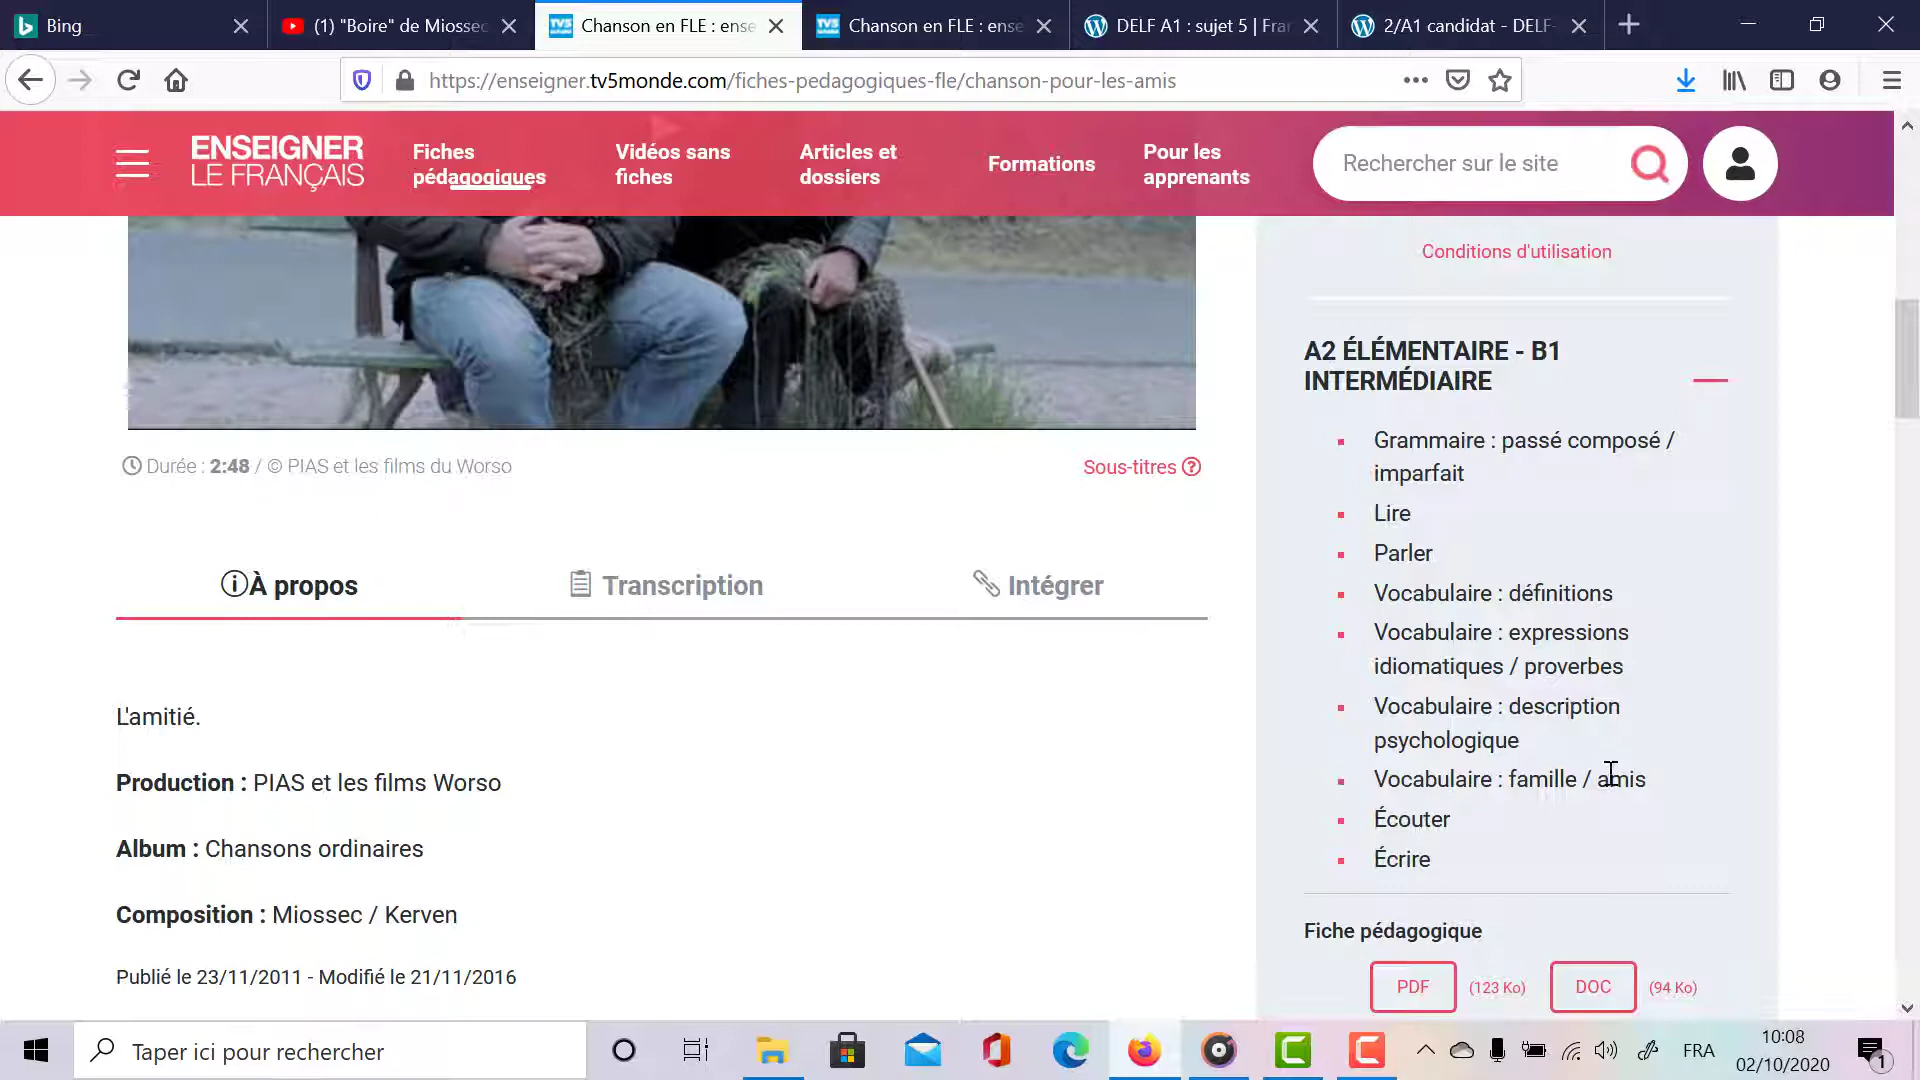 Bing
(1) "Boire" de Miossec
Chanson en FLE : ense
Chanson en FLE : ense
DELF A1 : sujet 5 | Fran
2/A1 candidat - DELF-
https://enseigner.tv5monde.com/fiches-pedagogiques-fle/chanson-pour-les-amis
ENSEIGNER
LE FRANÇAIS
Fiches
pédagogiques
Vidéos sans
fiches
Articles et
dossiers
Formations
Pour les
apprenants
Rechercher sur le site
Durée : 2:48 / © PIAS et les films du Worso
Sous-titres
À propos
Transcription
Intégrer
L'amitié.
Production : PIAS et les films Worso
Album : Chansons ordinaires
Composition : Miossec / Kerven
Publié le 23/11/2011 - Modifié le 21/11/2016
Conditions d'utilisation
A2 ÉLÉMENTAIRE - B1
INTERMÉDIAIRE
Grammaire : passé composé /
imparfait
Lire
Parler
Vocabulaire : définitions
Vocabulaire : expressions
idiomatiques / proverbes
Vocabulaire : description
psychologique
Vocabulaire : famille / amis
Écouter
Écrire
Fiche pédagogique
PDF (123 Ko) DOC (94 Ko)
Taper ici pour rechercher
FRA
10:08
02/10/2020
1